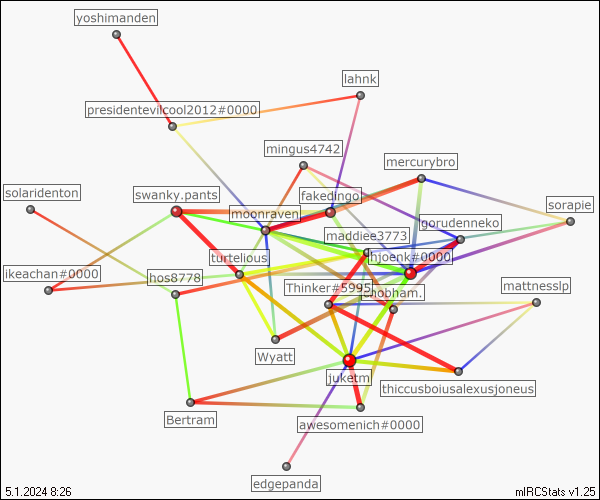 yoshimanden
lahnk
presidentevilcool2012#0000
mingus4742
mercurybro
solaridenton
swanky.pants
fakedingo
moonraven
sorapie
gorudenneko
maddiee3773
turtelious
hjoenk#0000
ikeachan#0000
hos8778
Thinker#5995
mattnesslp
Wyatt
juketm
thiccusboiusalexusjoneus
Bertram
awesomenich#0000
edgepanda
5.1.2024 8:26
mIRCStats v1.25